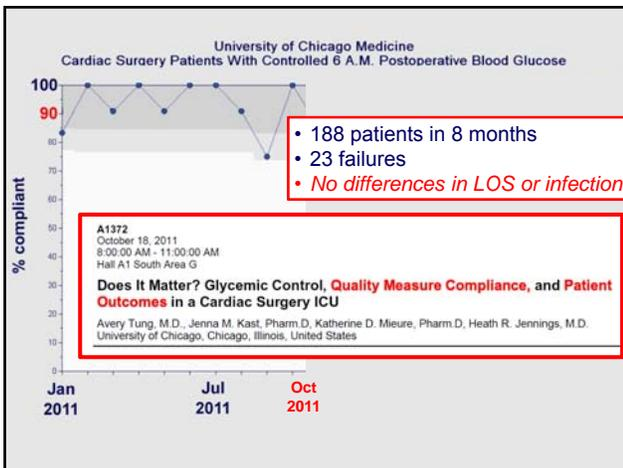 University of Chicago Medicine
Cardiac Surgery Patients With Controlled 6 A.M. Postoperative Blood Glucose
% compliant
100
90
80
70
60
50
40
30
20
10
0
Jan
2011
Jul
2011
Oct
2011
• 188 patients in 8 months
• 23 failures
• No differences in LOS or infection
A1372
October 18, 2011
8:00:00 AM - 11:00:00 AM
Hall A1 South Area G
Does It Matter? Glycemic Control, Quality Measure Compliance, and Patient
Outcomes in a Cardiac Surgery ICU
Avery Tung, M.D., Jenna M. Kast, Pharm.D, Katherine D. Mieure, Pharm.D, Heath R. Jennings, M.D.
University of Chicago, Chicago, Illinois, United States